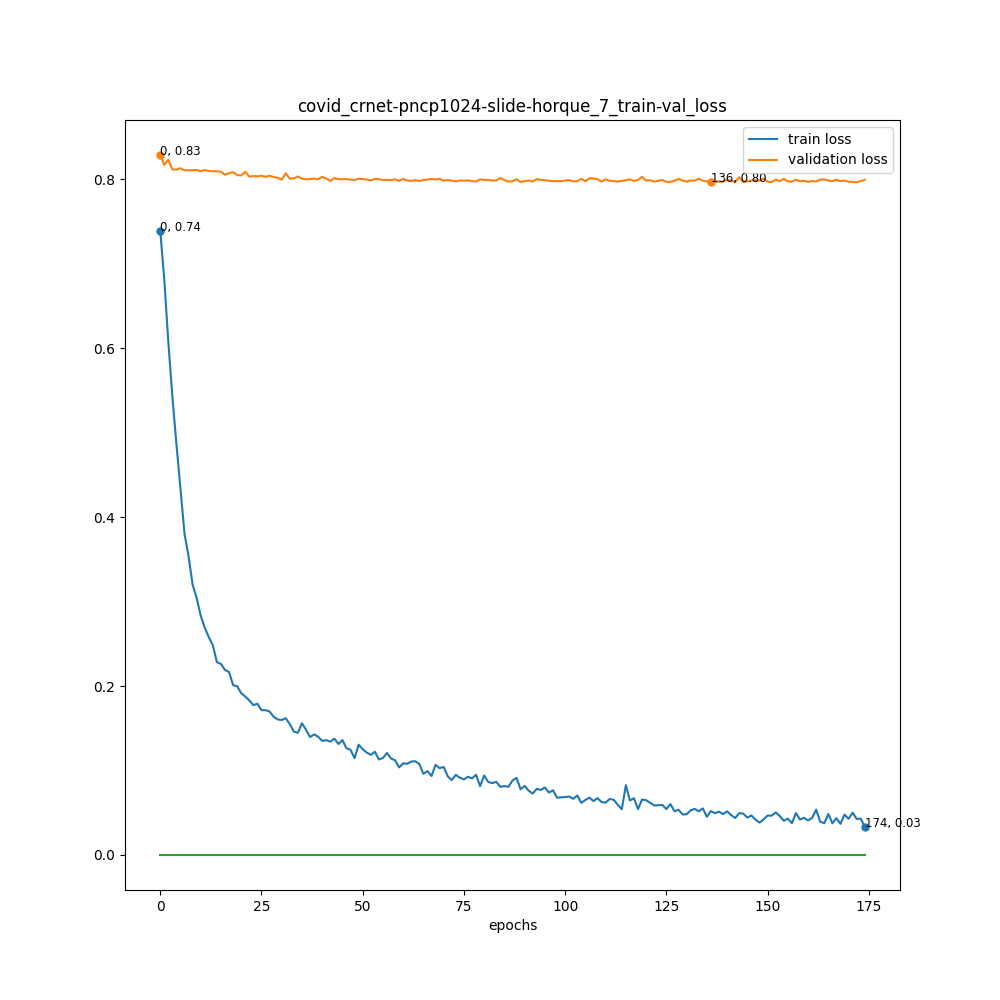 covid_crnet-pncp1024-slide-horque_7_train-val_loss
train loss
validation loss
0, 0.83
136, 0.80
0.8
0, 0.74
0.6
0.4
0.2
174, 0.03
0.0
0 25 50 75 100 125 150 175
epochs